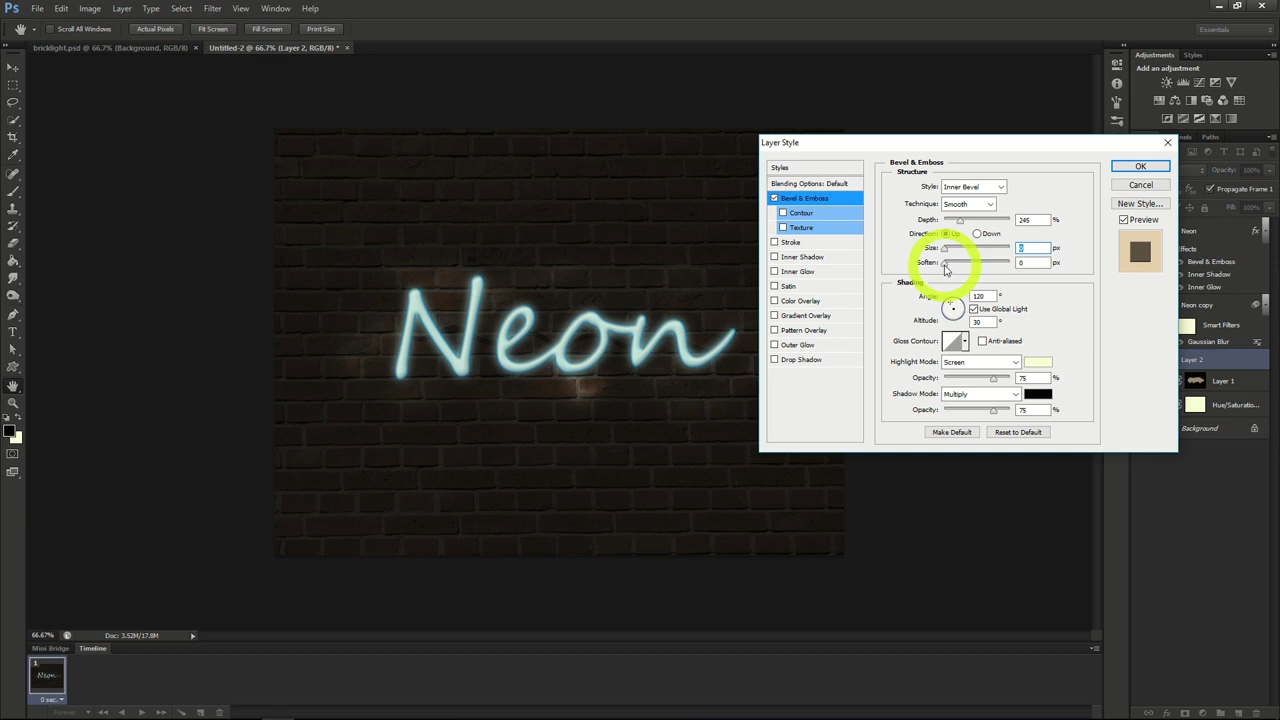 Ps File Edit Image Layer Type Select Filter View Window Help
Scroll All Windows Actual Pixels Fit Screen Fill Screen Print Size Essentials
bricklight.psd @ 66.7% (Background, RGB/8) × Untitled-2 @ 66.7% (Layer 2, RGB/8) * ×
Adjustments Styles
Add an adjustment
Paths
Opacity: 100%
Propagate Frame 1
Fill: 100%
Neon fx
Effects
Bevel & Emboss
Inner Shadow
Inner Glow
Neon copy
Smart Filters
Gaussian Blur
Layer 2
Layer 1
Hue/Saturatio...
Background
Layer Style
Styles
Blending Options: Default
Bevel & Emboss
Contour
Texture
Stroke
Inner Shadow
Inner Glow
Satin
Color Overlay
Gradient Overlay
Pattern Overlay
Outer Glow
Drop Shadow
Bevel & Emboss
Structure
Style: Inner Bevel
Technique: Smooth
Depth: 245 %
Direction: Up Down
Size: 0 px
Soften: 0 px
Shading
Angle: 120 °
Use Global Light
Altitude: 30 °
Gloss Contour: Anti-aliased
Highlight Mode: Screen
Opacity: 75 %
Shadow Mode: Multiply
Opacity: 75 %
Make Default Reset to Default
OK
Cancel
New Style...
Preview
Neon
66.67% Doc: 3.52M/17.8M
Mini Bridge Timeline
1
Neon
0 sec.
Forever